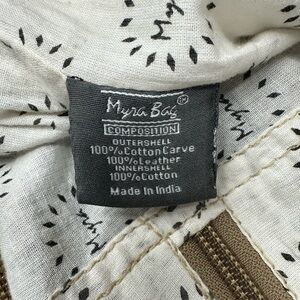 Myra Bag
COMPOSITION
OUTERSHELL
100%Cotton Carve
100%Leather
INNERSHELL
100%Cotton
Made In India